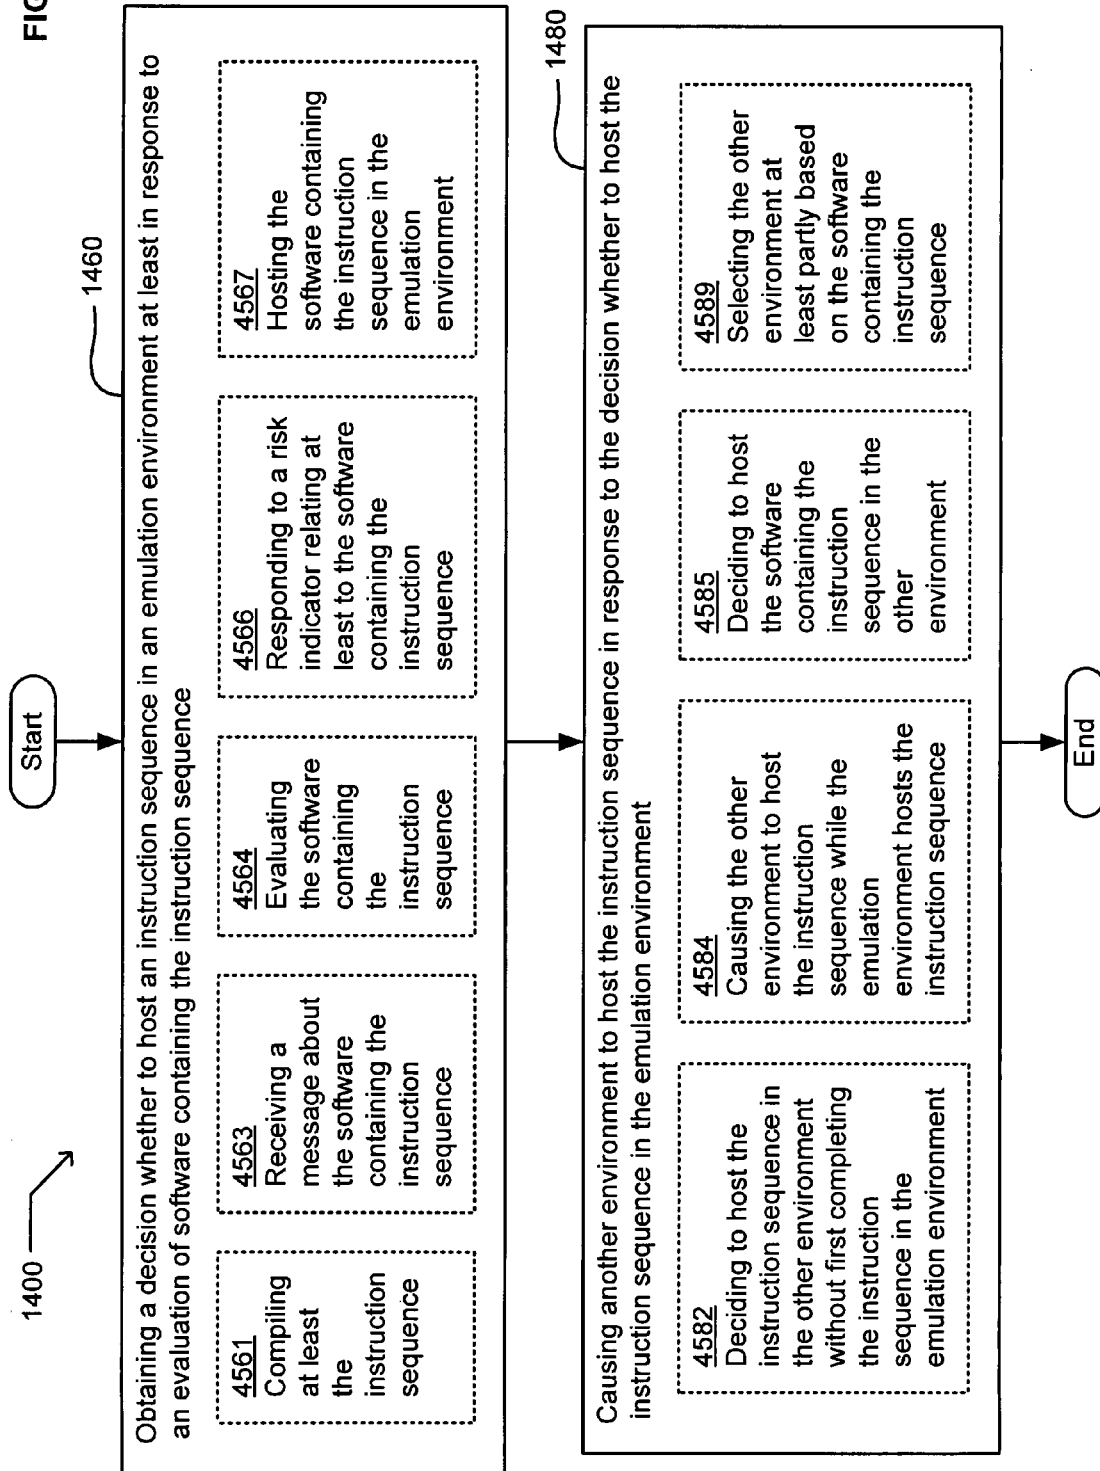 FIG
1400
Start
1460
Obtaining a decision whether to host an instruction sequence in an emulation environment at least in response to
an evaluation of software containing the instruction sequence
4561
Compiling
at least
the
instruction
sequence
4563
Receiving a
message about
the software
containing the
instruction
sequence
4564
Evaluating
the software
containing
the
instruction
sequence
4566
Responding to a risk
indicator relating at
least to the software
containing the
instruction
sequence
4567
Hosting the
software containing
the instruction
sequence in the
emulation
environment
1480
Causing another environment to host the instruction sequence in response to the decision whether to host the
instruction sequence in the emulation environment
4582
Deciding to host the
instruction sequence in
the other environment
without first completing
the instruction
sequence in the
emulation environment
4584
Causing the other
environment to host
the instruction
sequence while the
emulation
environment hosts the
instruction sequence
4585
Deciding to host
the software
containing the
instruction
sequence in the
other
environment
4589
Selecting the other
environment at
least partly based
on the software
containing the
instruction
sequence
End